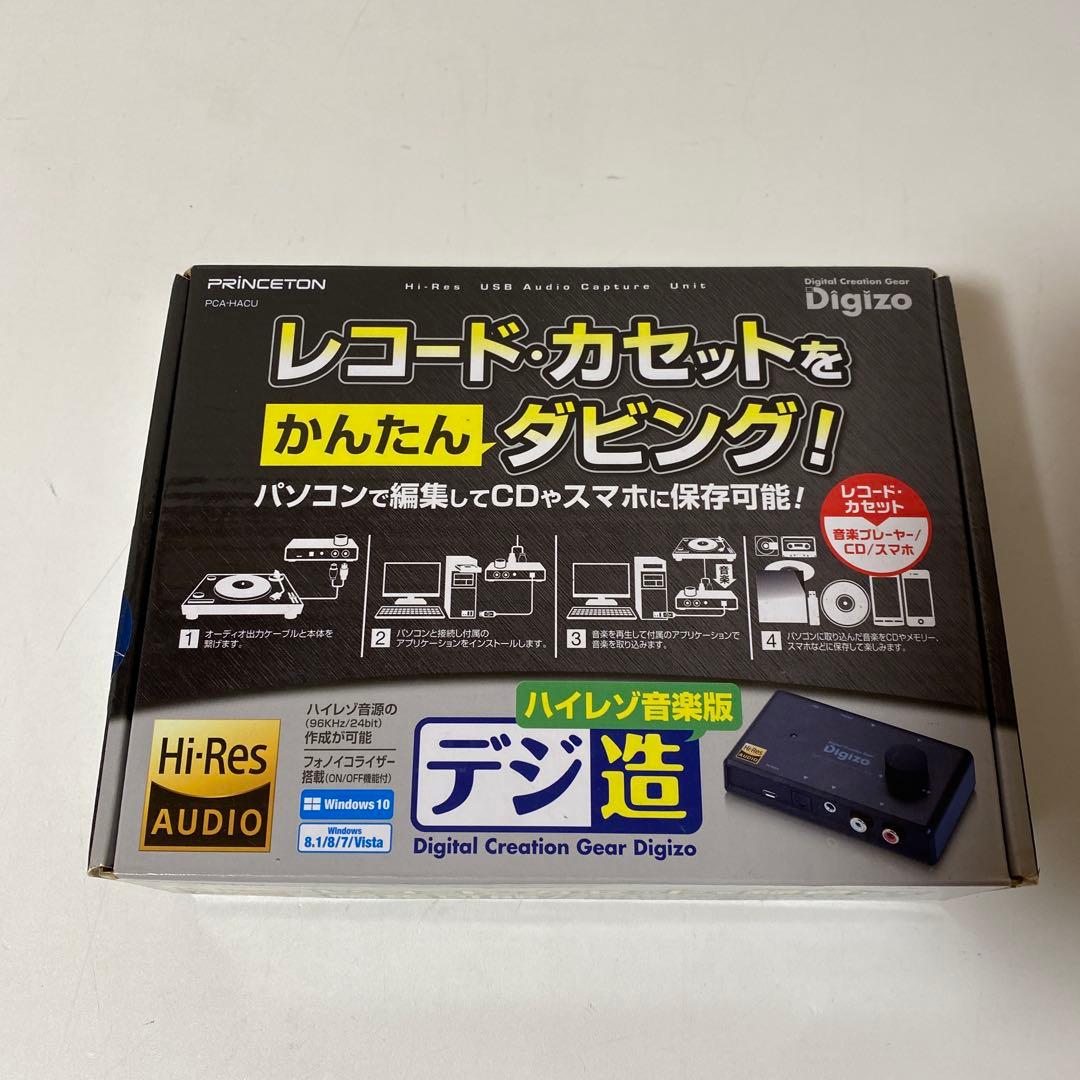 PRINCETON
PCA-HACU
Hi-Res USB Audio Capture Unit
Digital Creation Gear
Digizo
レコード・カセットを
かんたん ダビング!
パソコンで編集してCDやスマホに保存可能!
レコード・
カセット
音楽プレーヤー/
CD/スマホ
1 オーディオ出力ケーブルと本体を
繋げます。
2 パソコンと接続し付属の
アプリケーションをインストールします。
音楽
3 音楽を再生して付属のアプリケーションで
音楽を取り込みます。
4 パソコンに取り込んだ音楽をCDやメモリー、
スマホなどに保存して楽しみます。
Hi-Res
AUDIO
ハイレゾ音源の
(96KHz/24bit)
作成が可能
フォノイコライザー
搭載(ON/OFF機能付)
Windows 10
Windows
8.1/8/7/Vista
ハイレゾ音楽版
デジ造
Digital Creation Gear Digizo
Hi-Res
AUDIO
Digizo